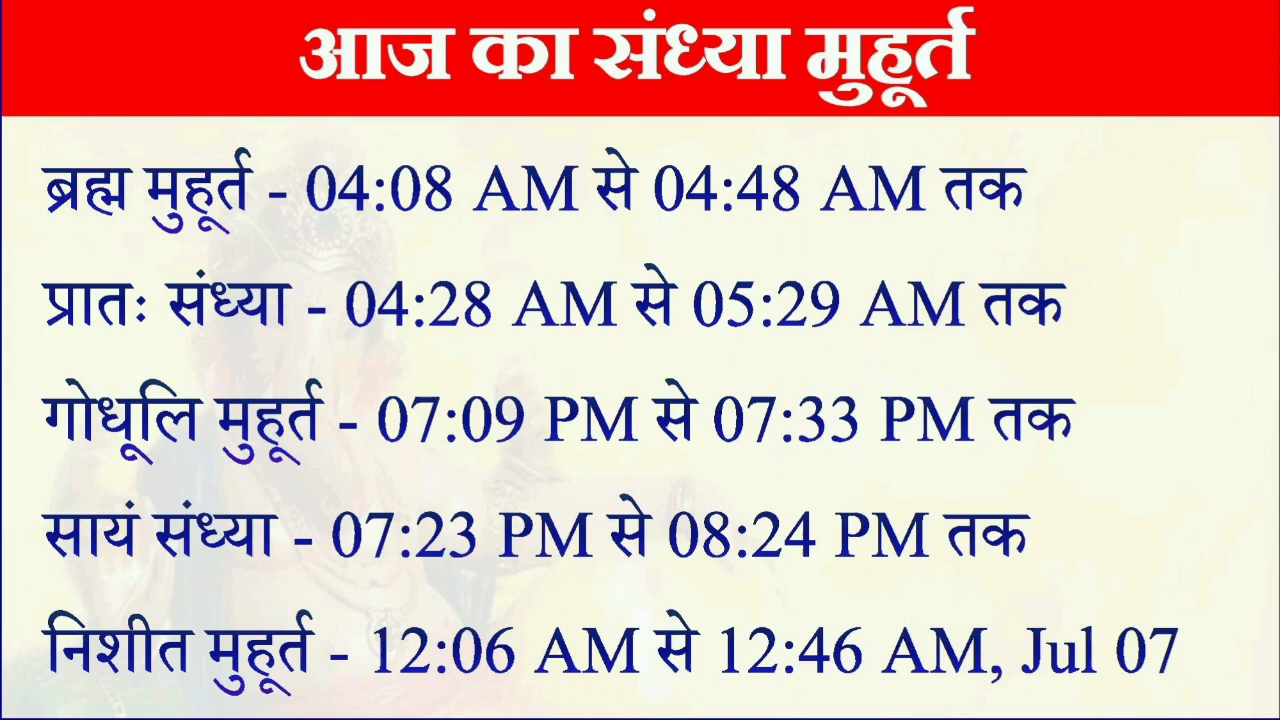 आज का संध्या मुहूर्त
ब्रह्म मुहूर्त - 04:08 AM से 04:48 AM तक
प्रातः संध्या - 04:28 AM से 05:29 AM तक
गोधूलि मुहूर्त - 07:09 PM से 07:33 PM तक
सायं संध्या - 07:23 PM से 08:24 PM तक
निशीत मुहूर्त - 12:06 AM से 12:46 AM, Jul 07